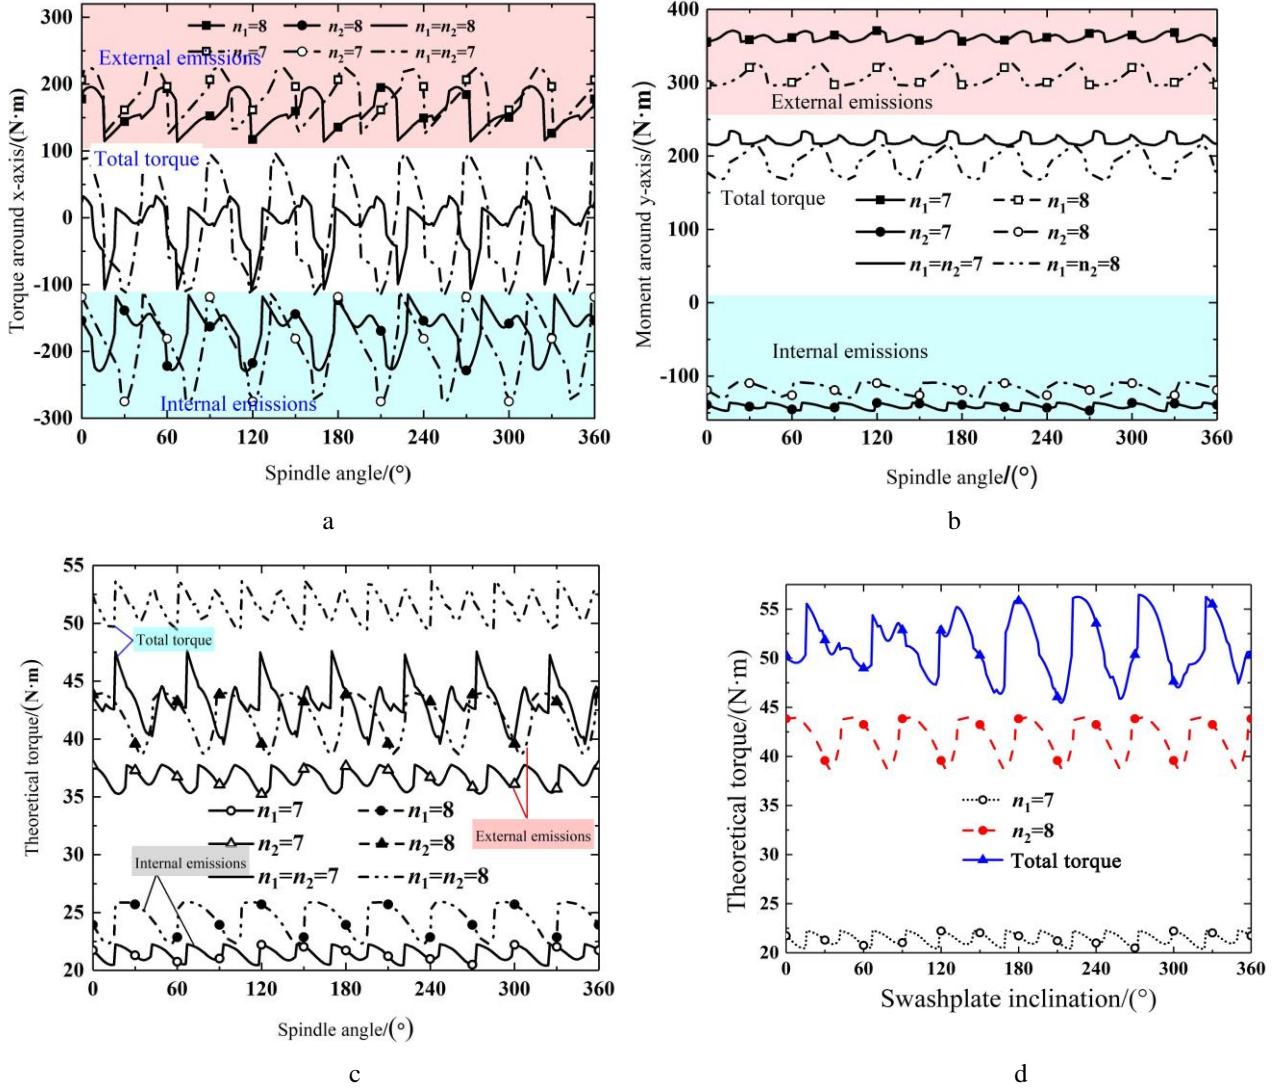 300
200
100
0
-100
-200
-300
Torque around x-axis/(N·m)
n1=8 n2=8 n1=n2=8
n1=7 n2=7 n1=n2=7
External emissions
Total torque
Internal emissions
0 60 120 180 240 300 360
Spindle angle/(°)
a
400
300
200
100
0
-100
Moment around y-axis/(N·m)
External emissions
Total torque
n1=7 n1=8
n2=7 n2=8
n1=n2=7 n1=n2=8
Internal emissions
0 60 120 180 240 300 360
Spindle angle/(°)
b
55
50
45
40
35
30
25
20
Theoretical torque/(N·m)
Total torque
n1=7 n1=8
n2=7 n2=8
n1=n2=7 n1=n2=8
External emissions
Internal emissions
0 60 120 180 240 300 360
Spindle angle/(°)
c
55
50
45
40
35
30
25
20
Theoretical torque/(N·m)
n1=7
n2=8
Total torque
0 60 120 180 240 300 360
Swashplate inclination/(°)
d